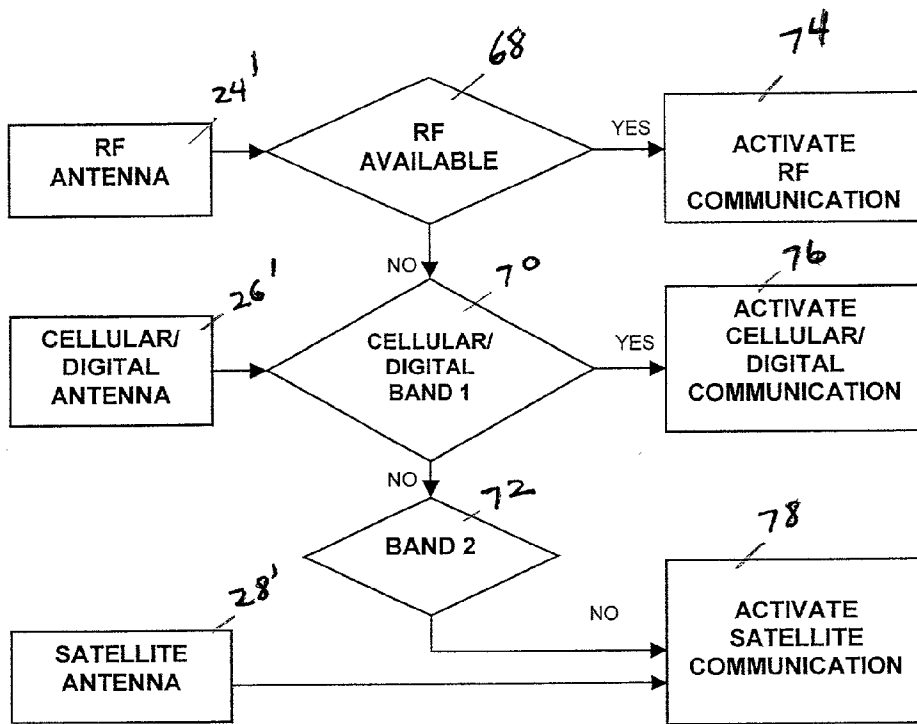 24'
68
74
RF
ANTENNA
RF
AVAILABLE
YES
ACTIVATE
RF
COMMUNICATION
NO
26'
70
76
CELLULAR/
DIGITAL
ANTENNA
CELLULAR/
DIGITAL
BAND 1
YES
ACTIVATE
CELLULAR/
DIGITAL
COMMUNICATION
NO
72
BAND 2
78
28'
NO
SATELLITE
ANTENNA
ACTIVATE
SATELLITE
COMMUNICATION